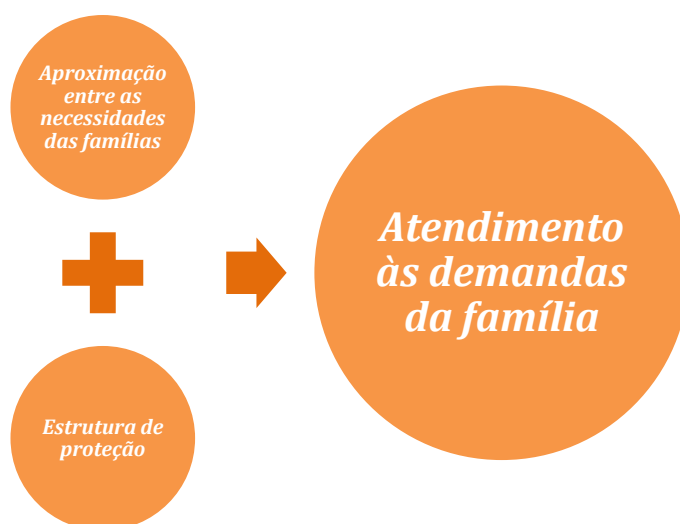 Aproximação
entre as
necessidades
das famílias
Estrutura de
proteção
Atendimento
às demandas
da família